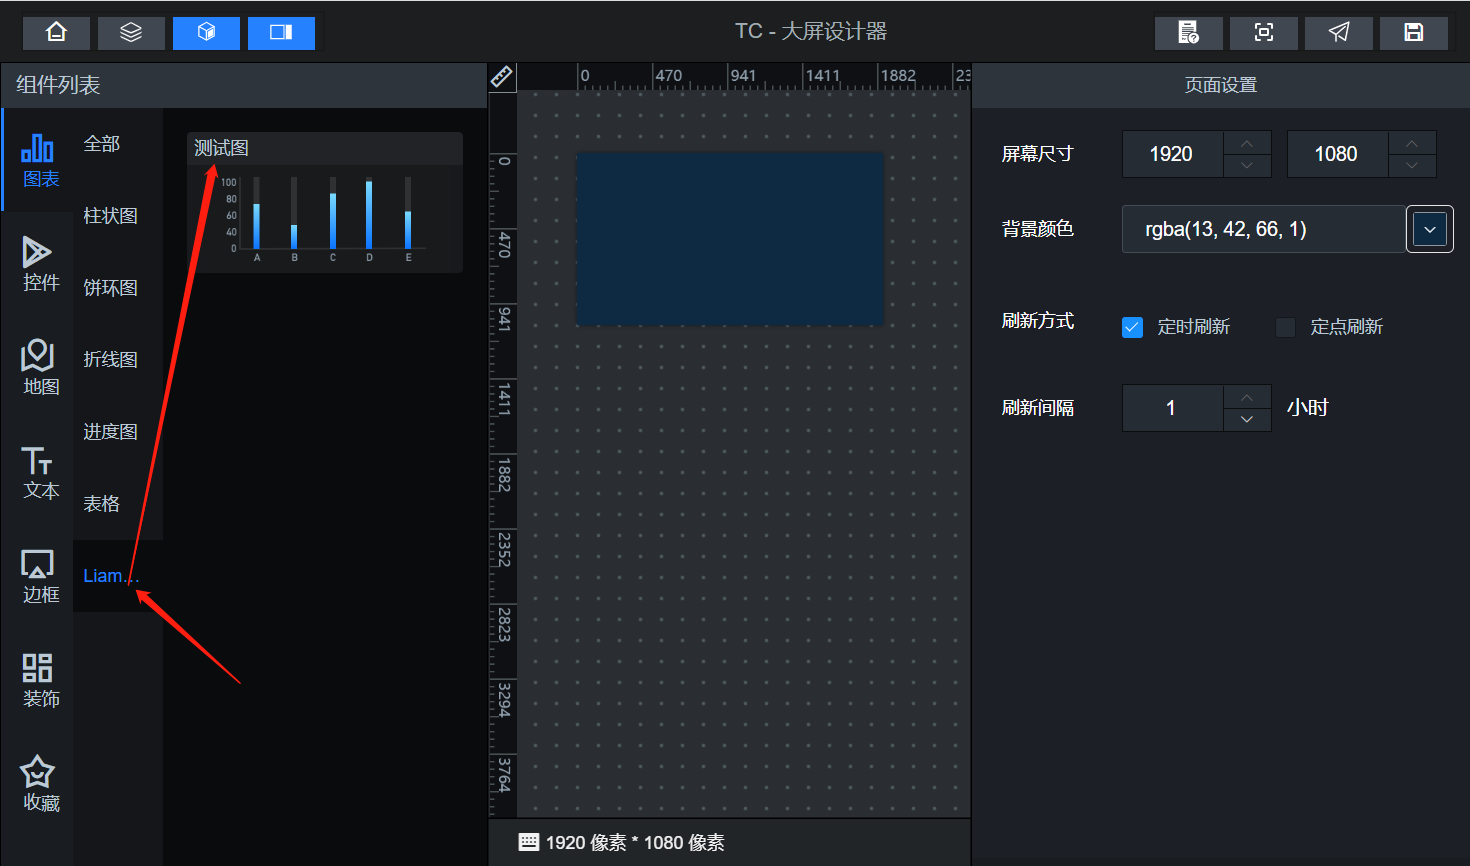 TC - 大屏设计器
组件列表
图表
控件
地图
文本
边框
装饰
收藏
全部
柱状图
饼环图
折线图
进度图
表格
Liam...
测试图
100
80
60
40
0
A B C D E
0 470 941 1411 1882 23
0
470
941
1411
1882
2352
2823
3294
3764
1920 像素 * 1080 像素
页面设置
屏幕尺寸 1920 1080
背景颜色 rgba(13, 42, 66, 1)
刷新方式 定时刷新 定点刷新
刷新间隔 1 小时